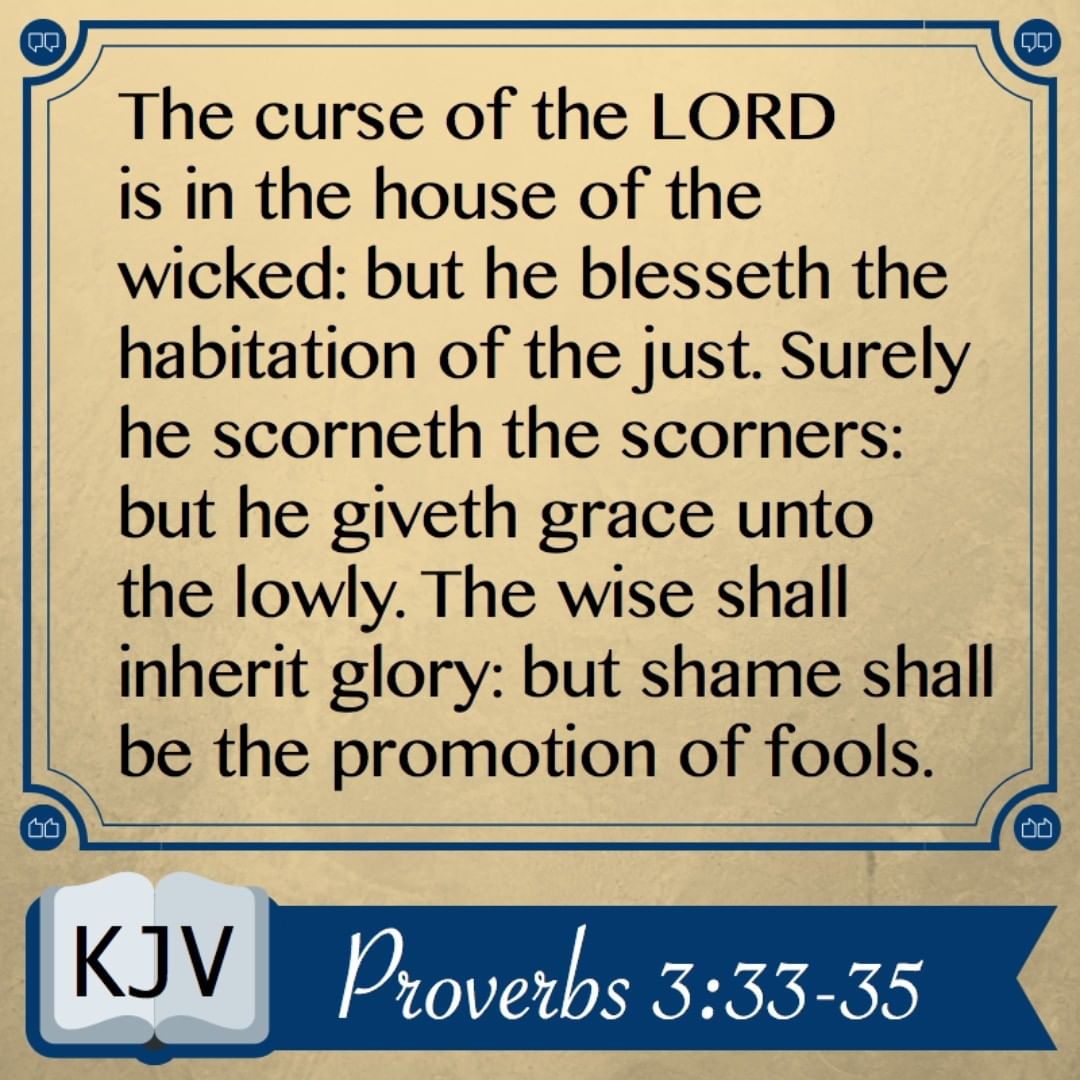 The curse of the LORD
is in the house of the
wicked: but he blesseth the
habitation of the just. Surely
he scorneth the scorners:
but he giveth grace unto
the lowly. The wise shall
inherit glory: but shame shall
be the promotion of fools.
KJV
Proverbs 3:33-35